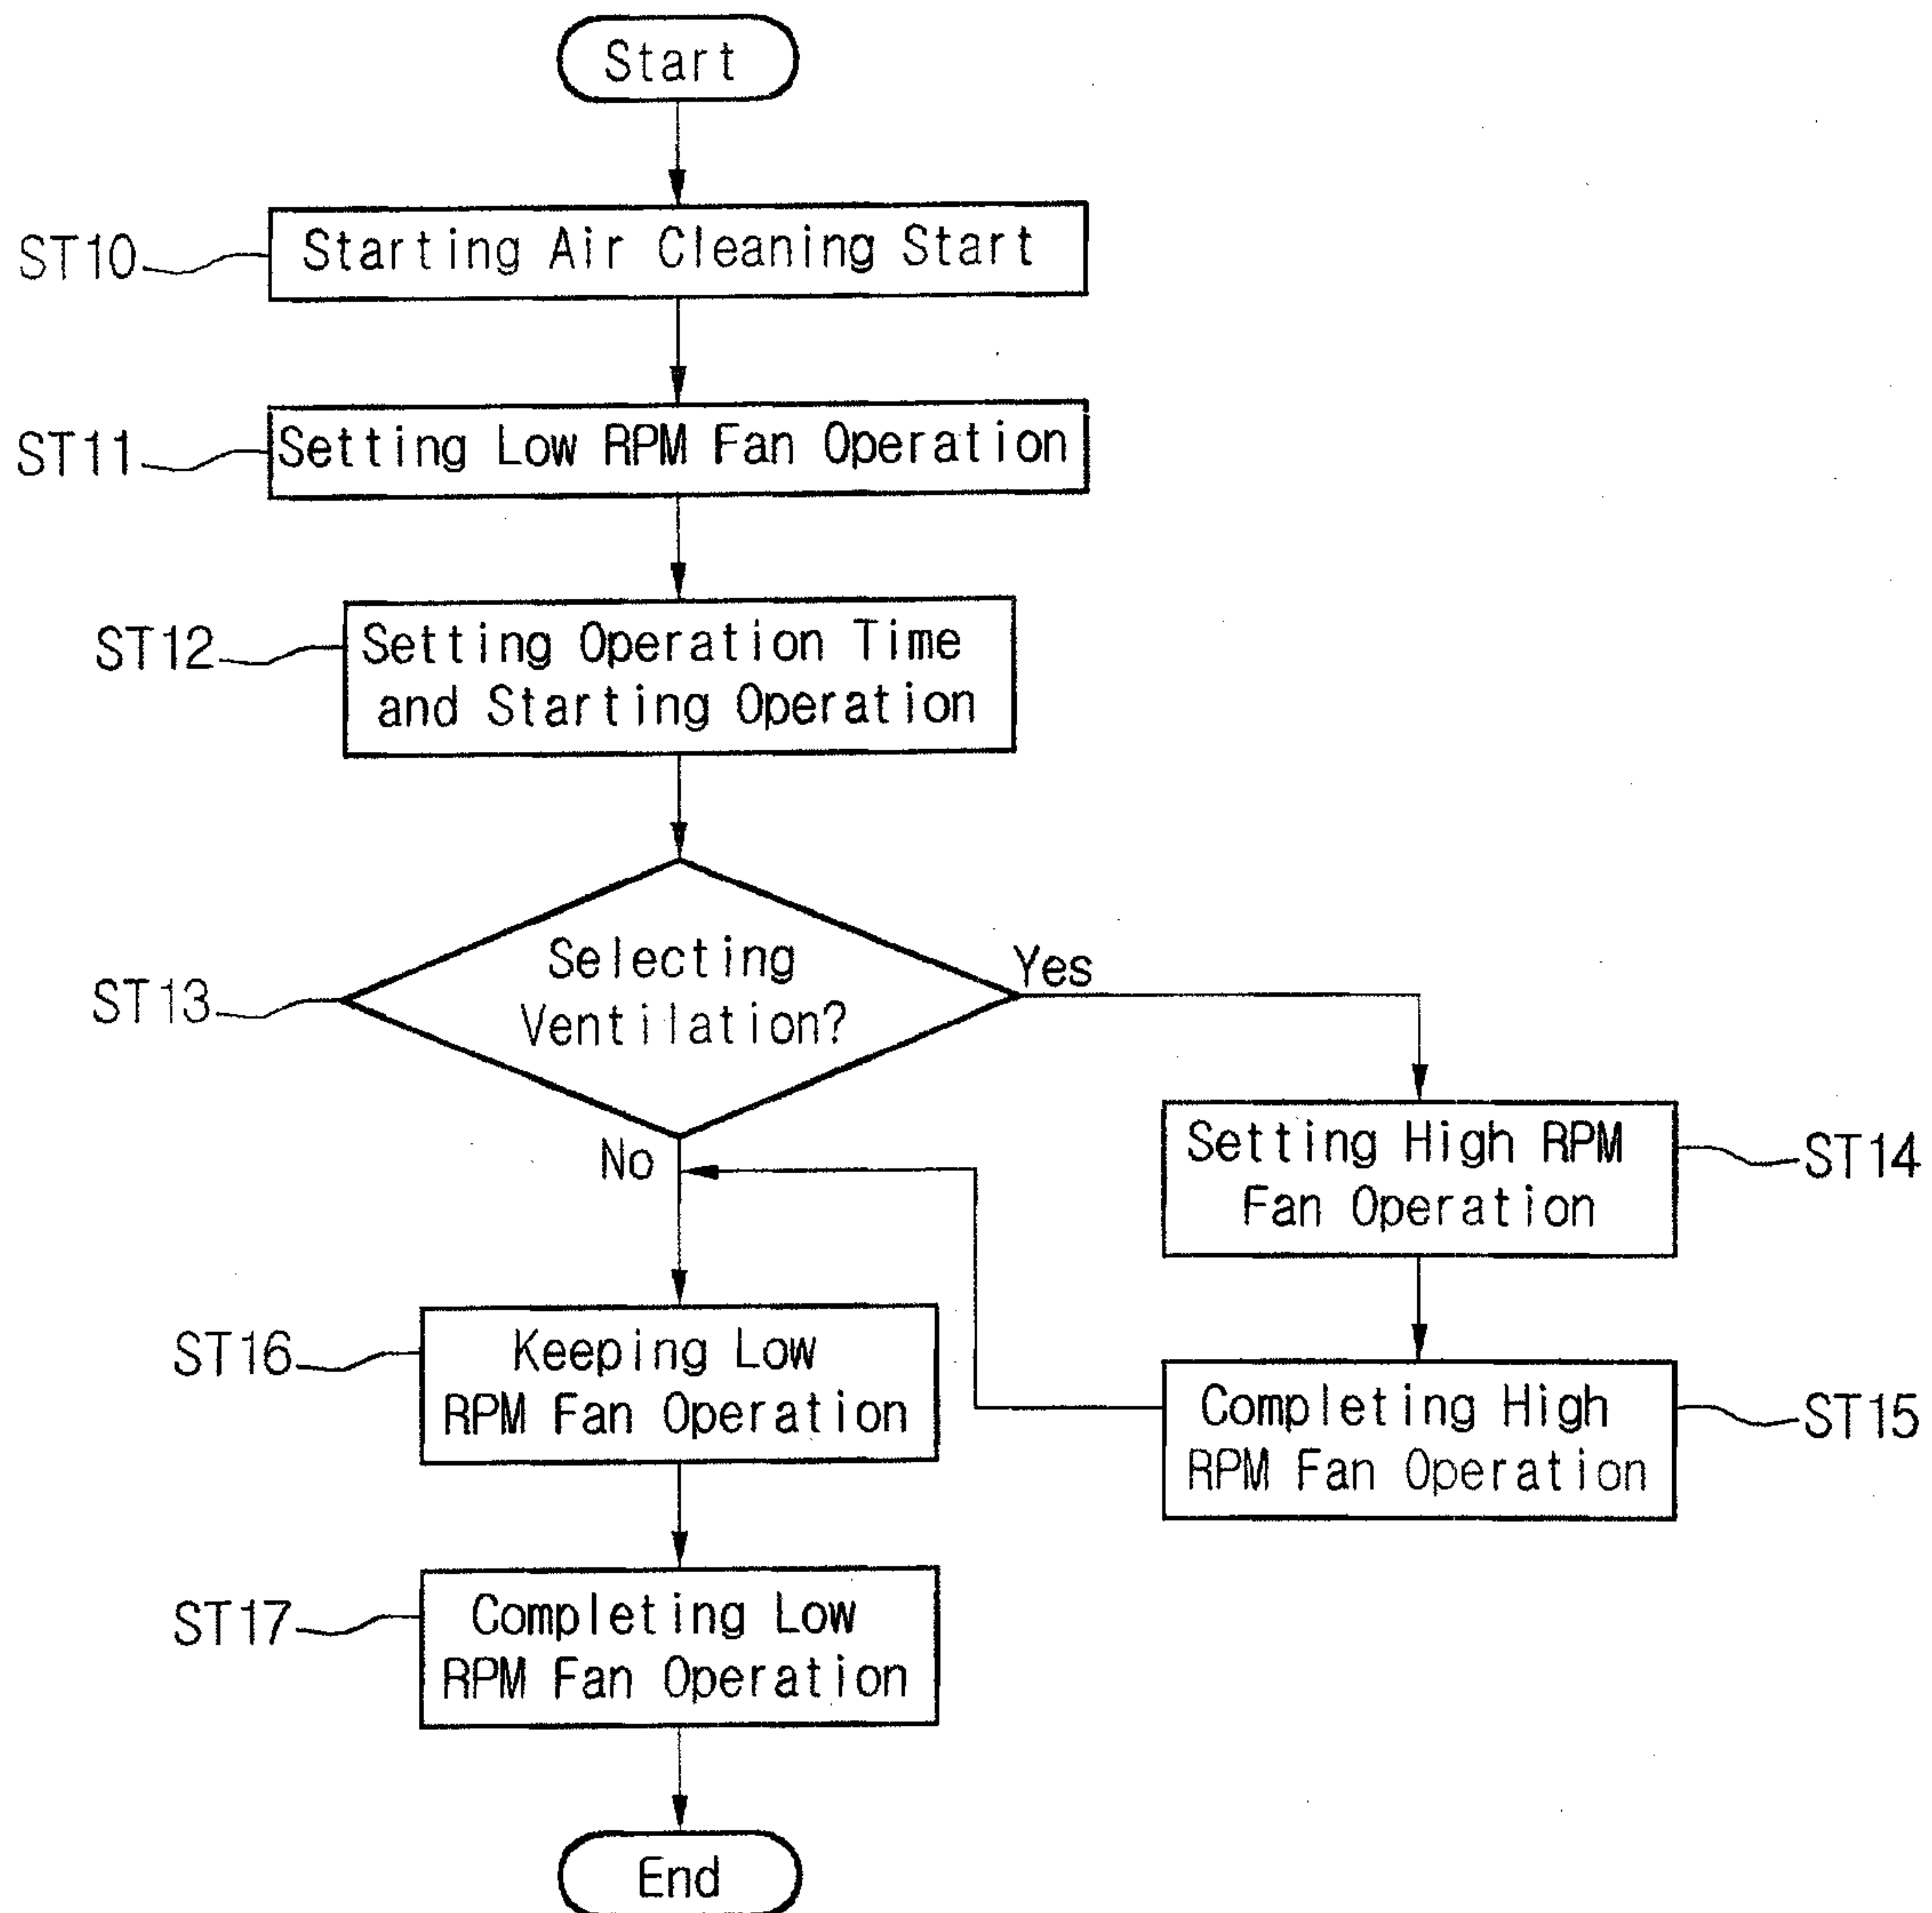 Start
ST10
Starting Air Cleaning Start
ST11
Setting Low RPM Fan Operation
ST12
Setting Operation Time
and Starting Operation
ST13
Selecting
Ventilation?
Yes
No
Setting High RPM
Fan Operation
ST14
ST16
Keeping Low
RPM Fan Operation
Completing High
RPM Fan Operation
ST15
ST17
Completing Low
RPM Fan Operation
End